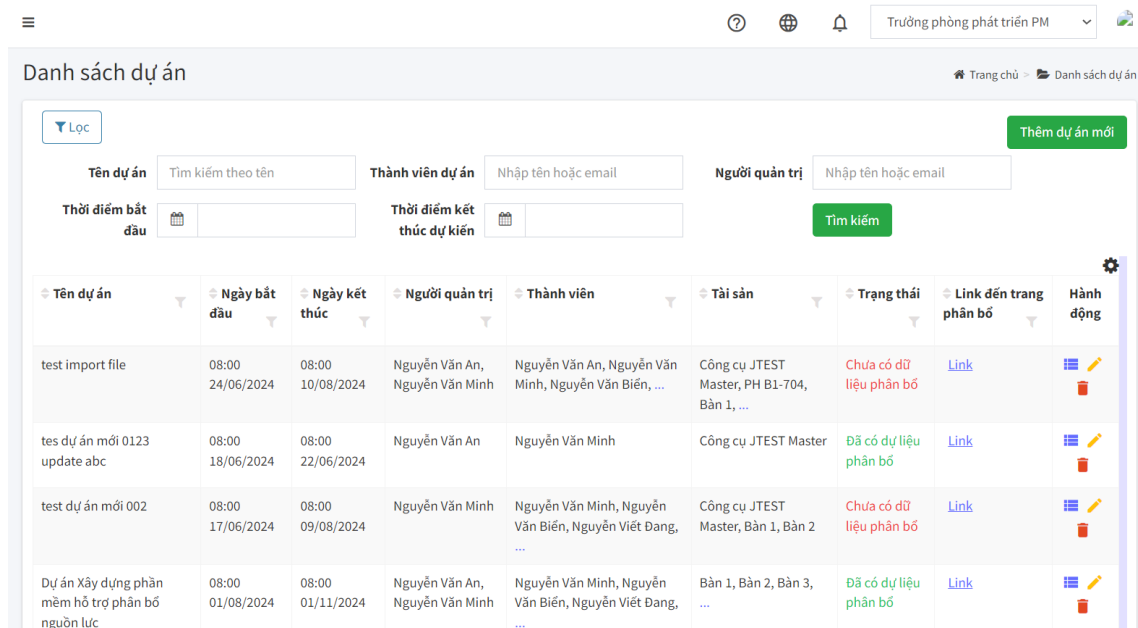 Trưởng phòng phát triển PM
Danh sách dự án
Trang chủ > Danh sách dự án
Lọc
Thêm dự án mới
Tên dự án Tìm kiếm theo tên Thành viên dự án Nhập tên hoặc email Người quản trị Nhập tên hoặc email
Thời điểm bắt Thời điểm kết
đầu thúc dự kiến Tìm kiếm
Tên dự án Ngày bắt Ngày kết Người quản trị Thành viên Tài sản Trạng thái Link đến trang Hành
đầu thúc phân bổ động
test import file 08:00 08:00 Nguyễn Văn An, Nguyễn Văn An, Nguyễn Văn Công cụ JTEST Chưa có dữ Link
24/06/2024 10/08/2024 Nguyễn Văn Minh Minh, Nguyễn Văn Biển, ... Master, PH B1-704, liệu phân bổ
Bàn 1, ...
tes dự án mới 0123 08:00 08:00 Nguyễn Văn An Nguyễn Văn Minh Công cụ JTEST Master Đã có dự liệu Link
update abc 18/06/2024 22/06/2024 phân bổ
test dự án mới 002 08:00 08:00 Nguyễn Văn Minh Nguyễn Văn Minh, Nguyễn Công cụ JTEST Chưa có dữ Link
17/06/2024 09/08/2024 Văn Biển, Nguyễn Viết Đang, Master, Bàn 1, Bàn 2 liệu phân bổ
...
Dự án Xây dựng phần 08:00 08:00 Nguyễn Văn An, Nguyễn Văn Minh, Nguyễn Bàn 1, Bàn 2, Bàn 3, Đã có dự liệu Link
mềm hỗ trợ phân bổ 01/08/2024 01/11/2024 Nguyễn Văn Minh Văn Biển, Nguyễn Viết Đang, ... phân bổ
nguồn lực ...